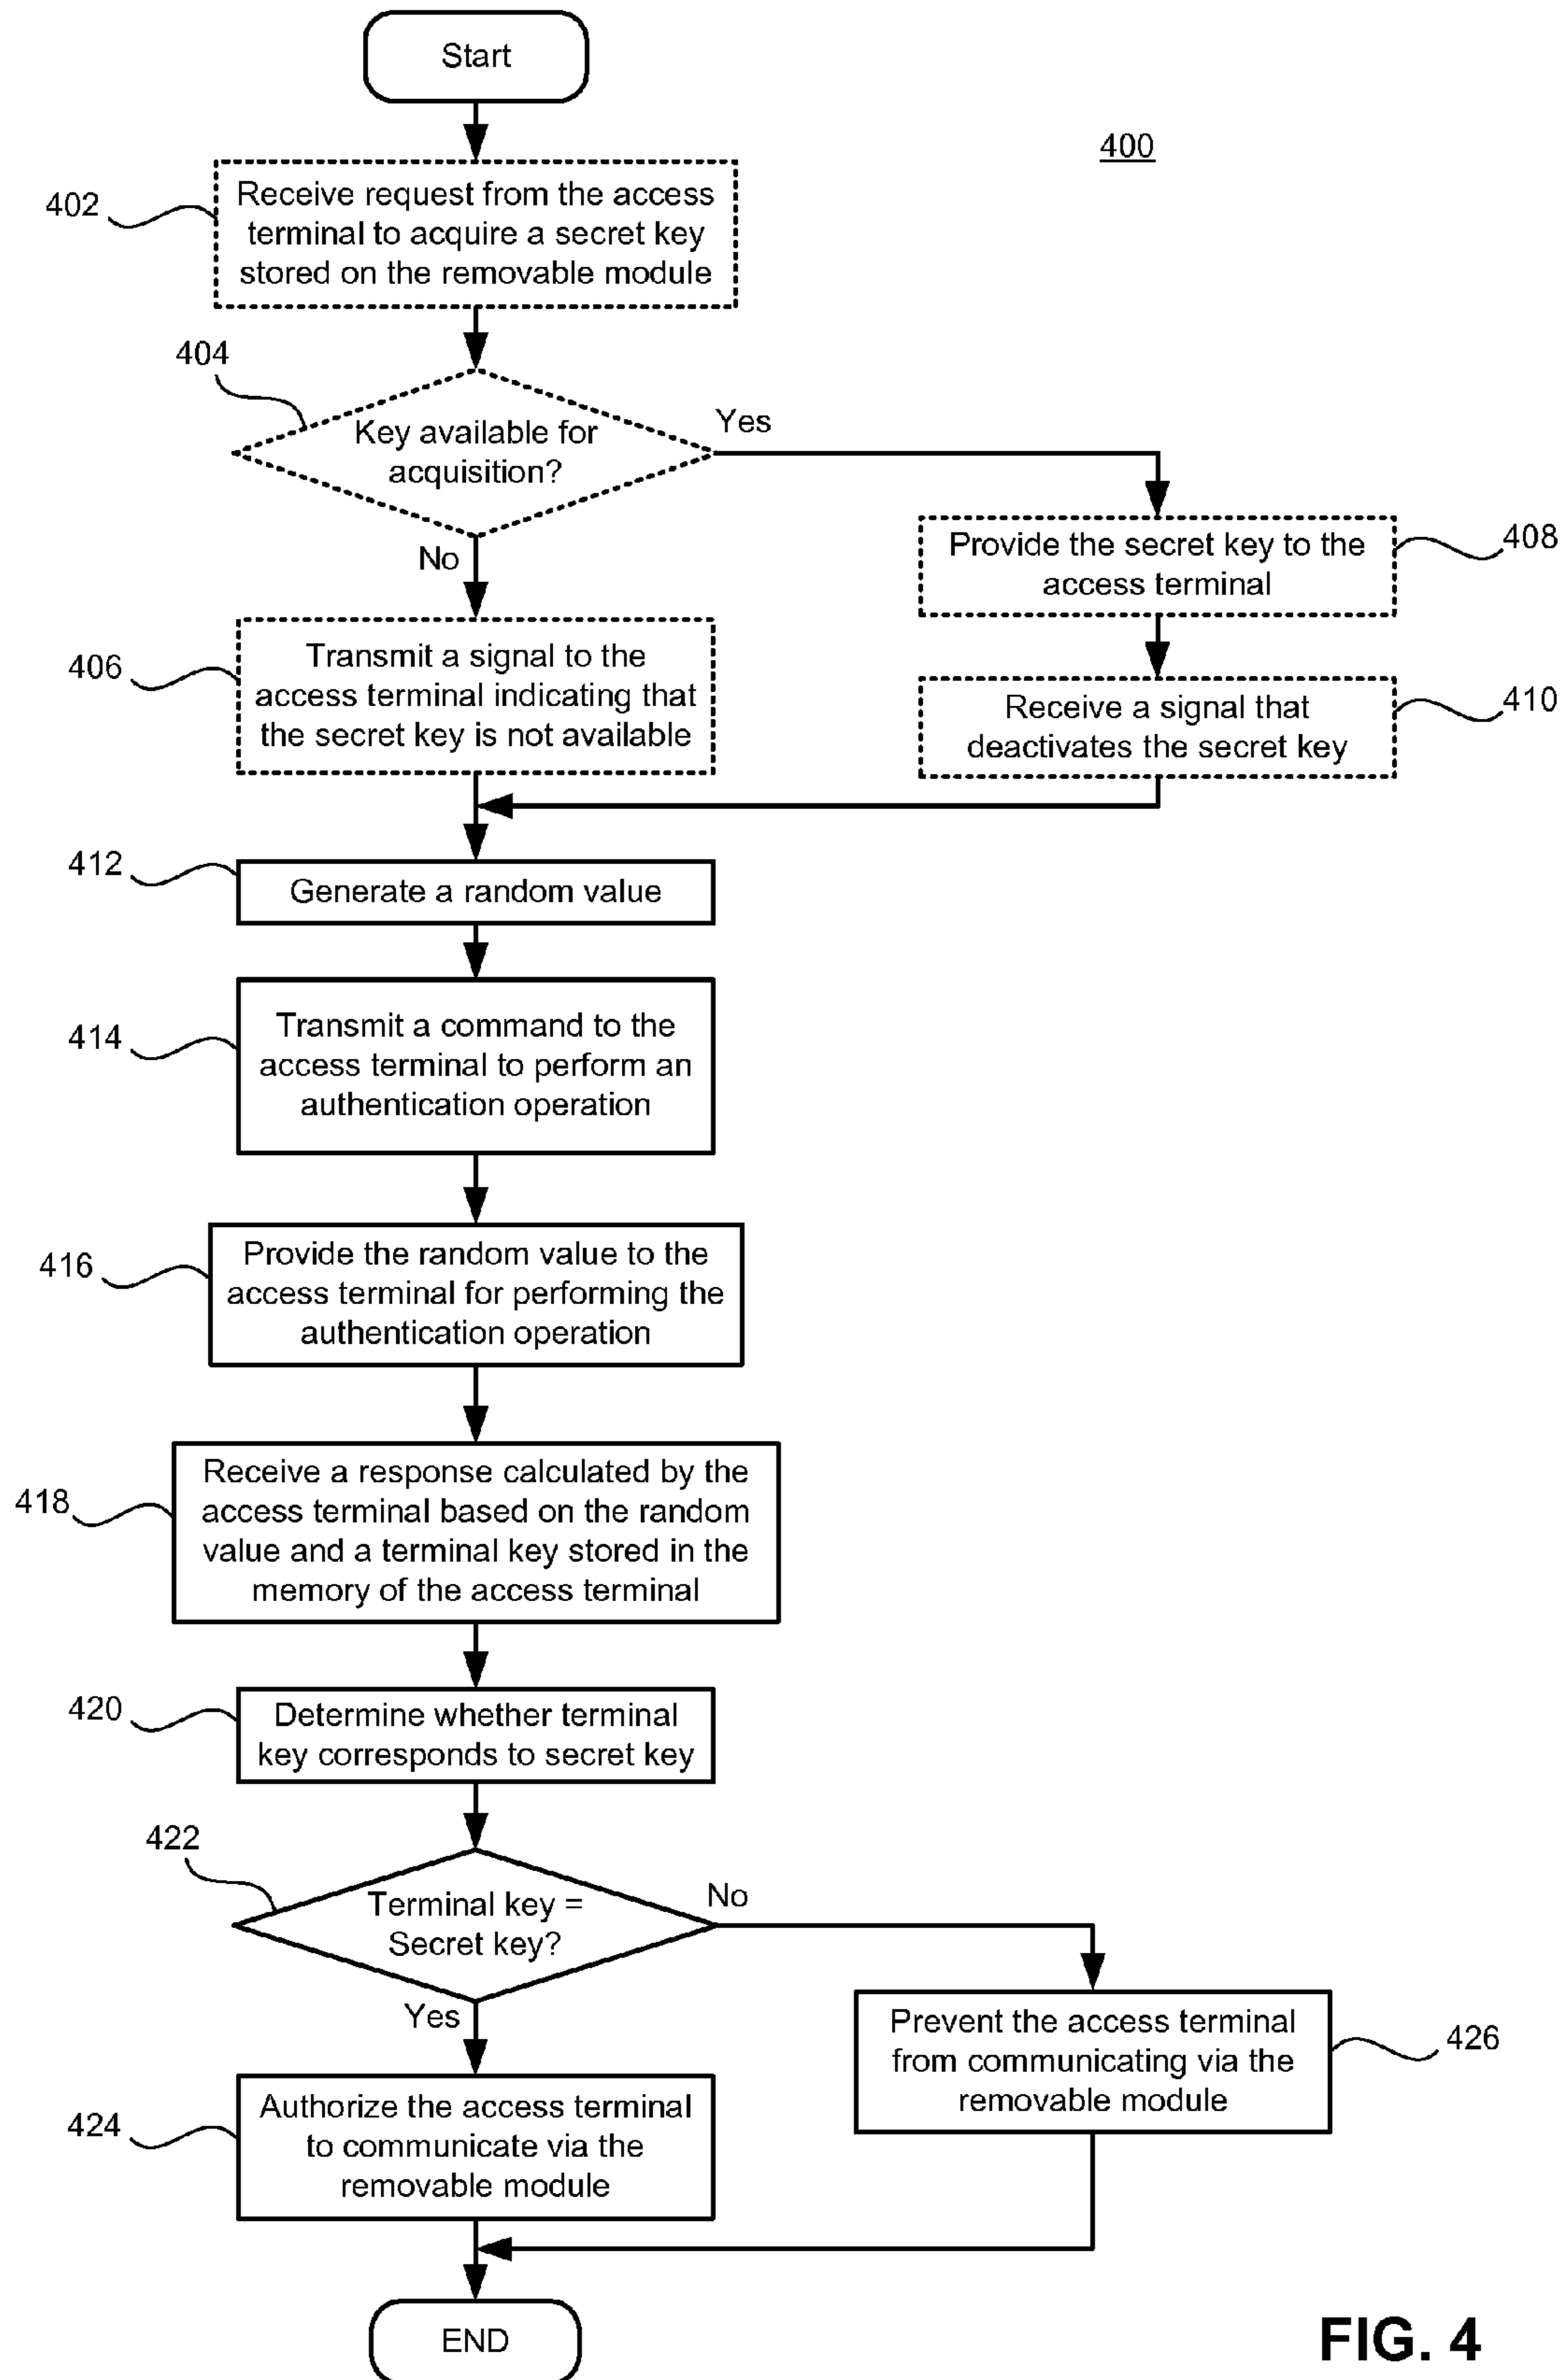 Start
400
402
Receive request from the access
terminal to acquire a secret key
stored on the removable module
404
Key available for
acquisition?
Yes
No
408
Provide the secret key to the
access terminal
406
Transmit a signal to the
access terminal indicating that
the secret key is not available
410
Receive a signal that
deactivates the secret key
412
Generate a random value
414
Transmit a command to the
access terminal to perform an
authentication operation
416
Provide the random value to the
access terminal for performing the
authentication operation
418
Receive a response calculated by the
access terminal based on the random
value and a terminal key stored in the
memory of the access terminal
420
Determine whether terminal
key corresponds to secret key
422
Terminal key =
Secret key?
No
Yes
426
Prevent the access terminal
from communicating via the
removable module
424
Authorize the access terminal
to communicate via the
removable module
END
FIG. 4